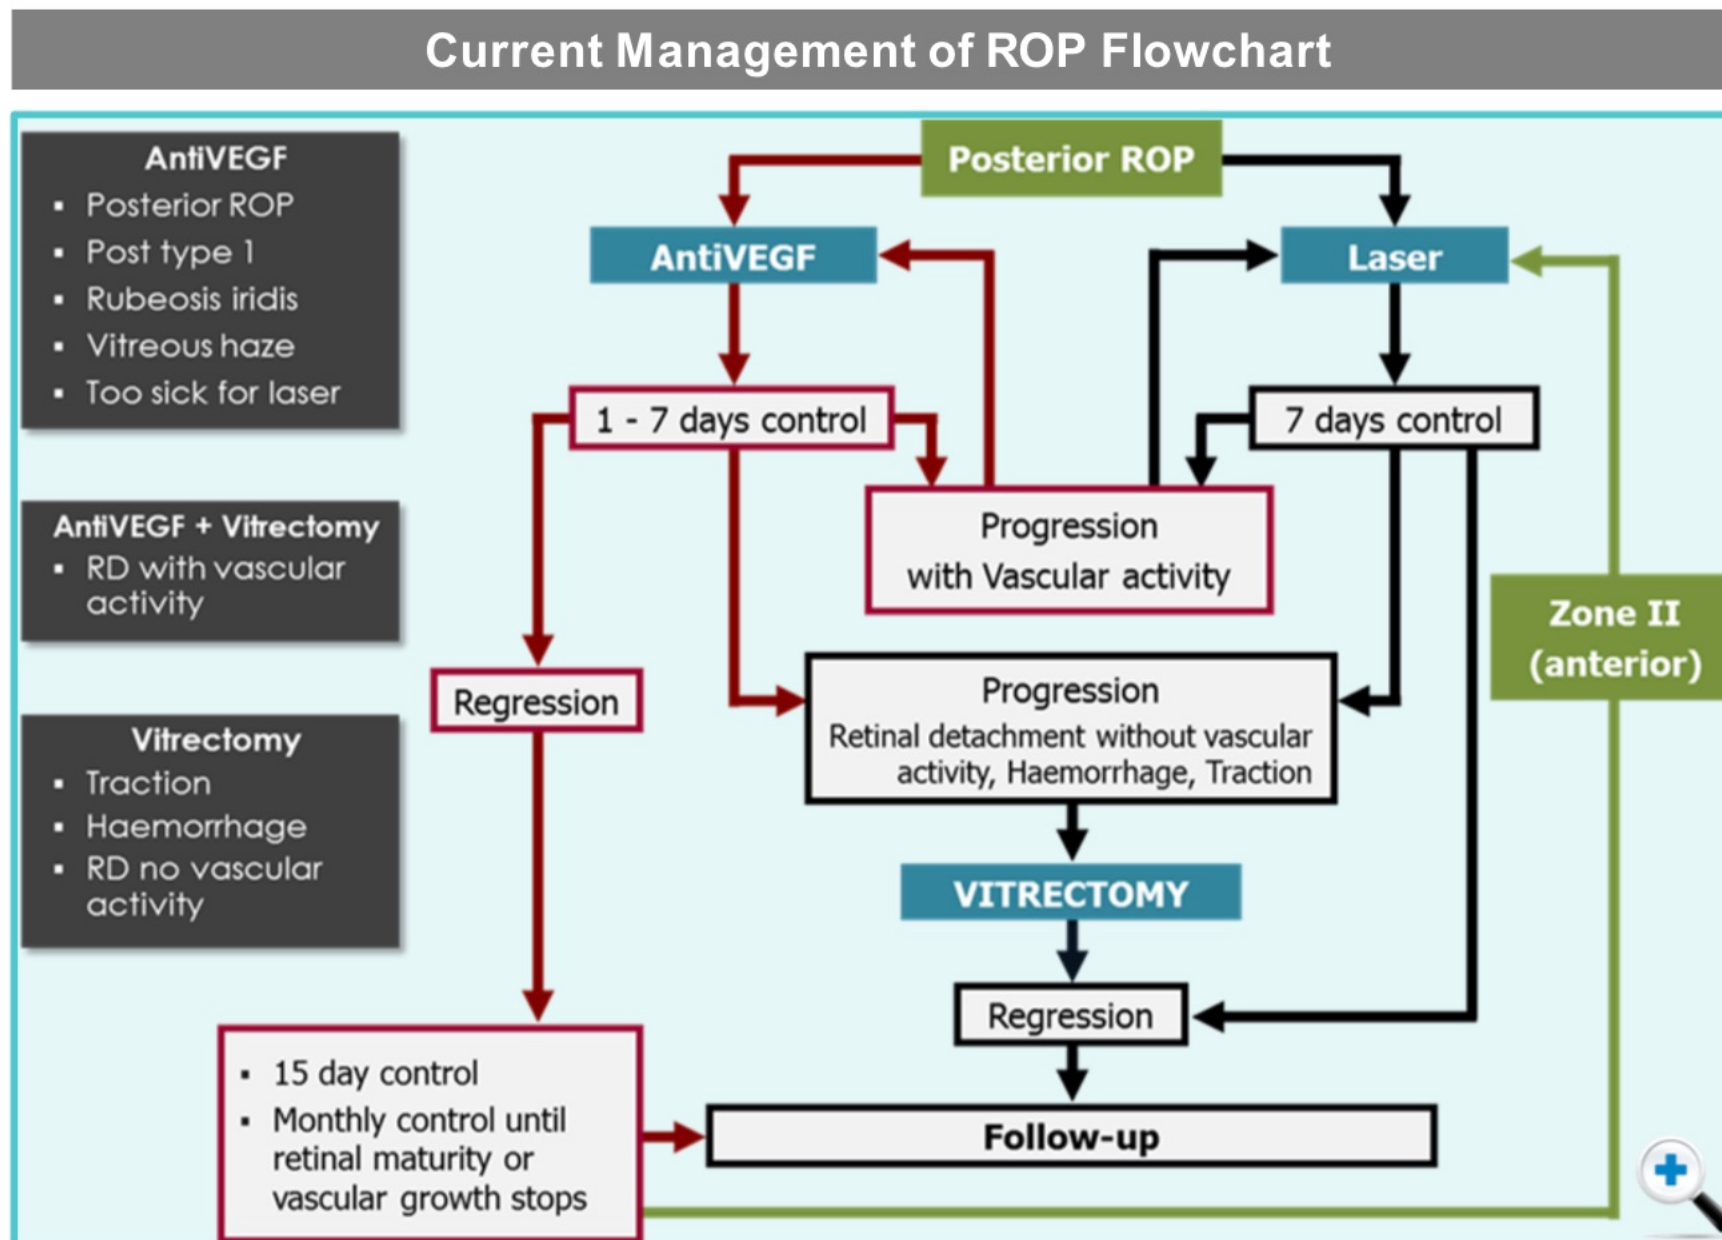 Current Management of ROP Flowchart
AntiVEGF
▪ Posterior ROP
▪ Post type 1
▪ Rubeosis iridis
▪ Vitreous haze
▪ Too sick for laser
AntiVEGF + Vitrectomy
▪ RD with vascular
activity
Vitrectomy
▪ Traction
▪ Haemorrhage
▪ RD no vascular
activity
Posterior ROP
AntiVEGF
Laser
1 - 7 days control
7 days control
Progression
with Vascular activity
Zone II
(anterior)
Regression
Progression
Retinal detachment without vascular
activity, Haemorrhage, Traction
VITRECTOMY
Regression
▪ 15 day control
▪ Monthly control until
retinal maturity or
vascular growth stops
Follow-up